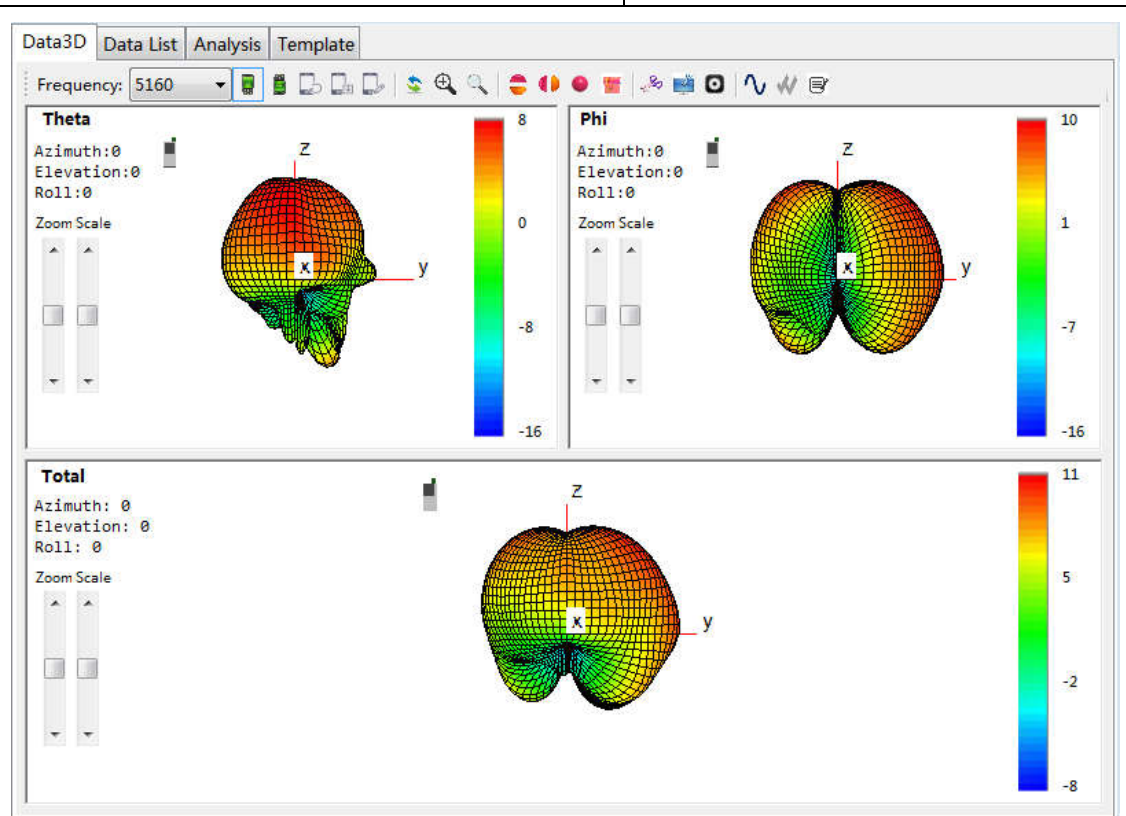 Data3D Data List Analysis Template
Frequency: 5160
Theta
Azimuth:0
Elevation:0
Roll:0
Zoom Scale
Z
X
y
8
0
-8
-16
Phi
Azimuth:0
Elevation:0
Roll:0
Zoom Scale
Z
X
y
10
1
-7
-16
Total
Azimuth: 0
Elevation: 0
Roll: 0
Zoom Scale
Z
X
y
11
5
-2
-8